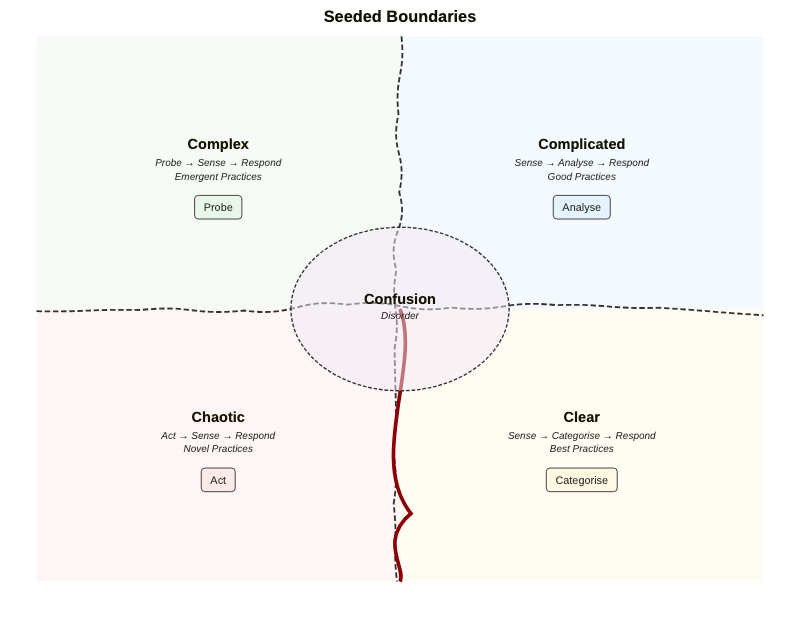 Seeded Boundaries
Complex
Probe → Sense → Respond
Emergent Practices
Probe
Complicated
Sense → Analyse → Respond
Good Practices
Analyse
Confusion
Disorder
Chaotic
Act → Sense → Respond
Novel Practices
Act
Clear
Sense → Categorise → Respond
Best Practices
Categorise